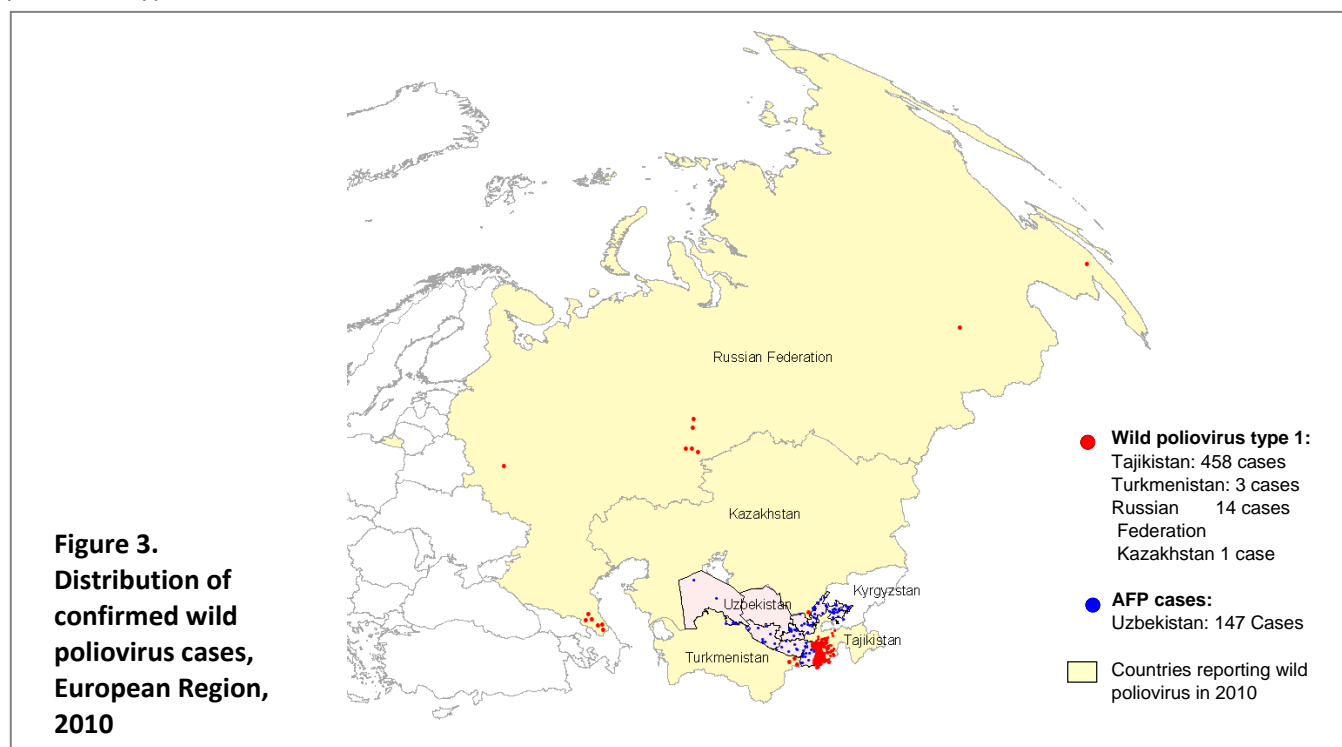 Russian Federation
Kazakhstan
Kyrgyzstan
Uzbekistan
Tajikistan
Turkmenistan
Wild poliovirus type 1:
Tajikistan: 458 cases
Turkmenistan: 3 cases
Russian 14 cases
Federation
Kazakhstan 1 case
AFP cases:
Uzbekistan: 147 Cases
Countries reporting wild
poliovirus in 2010
Figure 3.
Distribution of
confirmed wild
poliovirus cases,
European Region,
2010